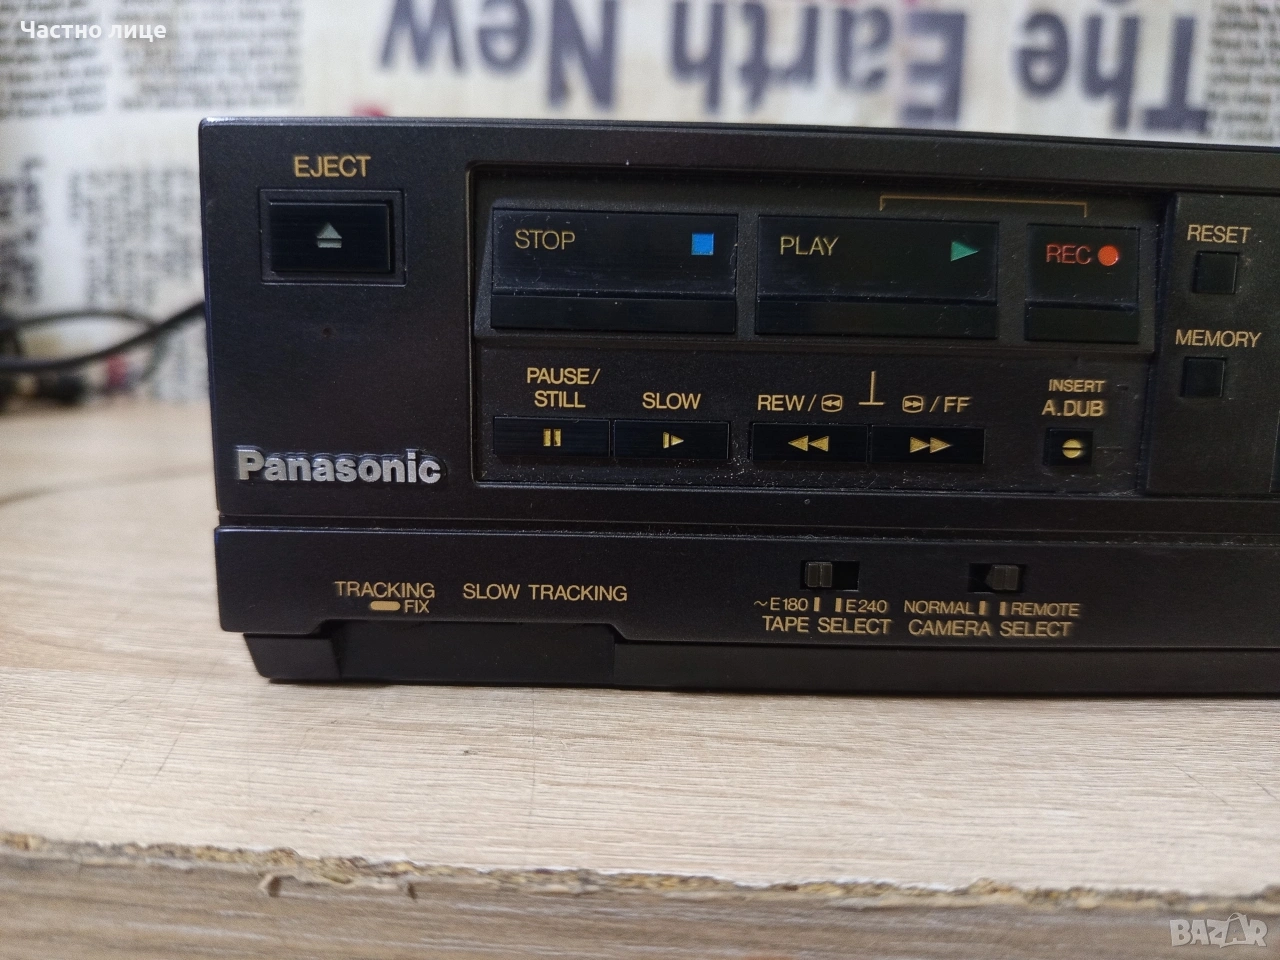 Частно лице
The Earth New
EJECT
STOP
PLAY
REC
RESET
MEMORY
PAUSE/
STILL
SLOW
REW/
/FF
INSERT
A.DUB
Panasonic
TRACKING
FIX
SLOW TRACKING
~E180 E240
TAPE SELECT
NORMAL REMOTE
CAMERA SELECT
BAZAR